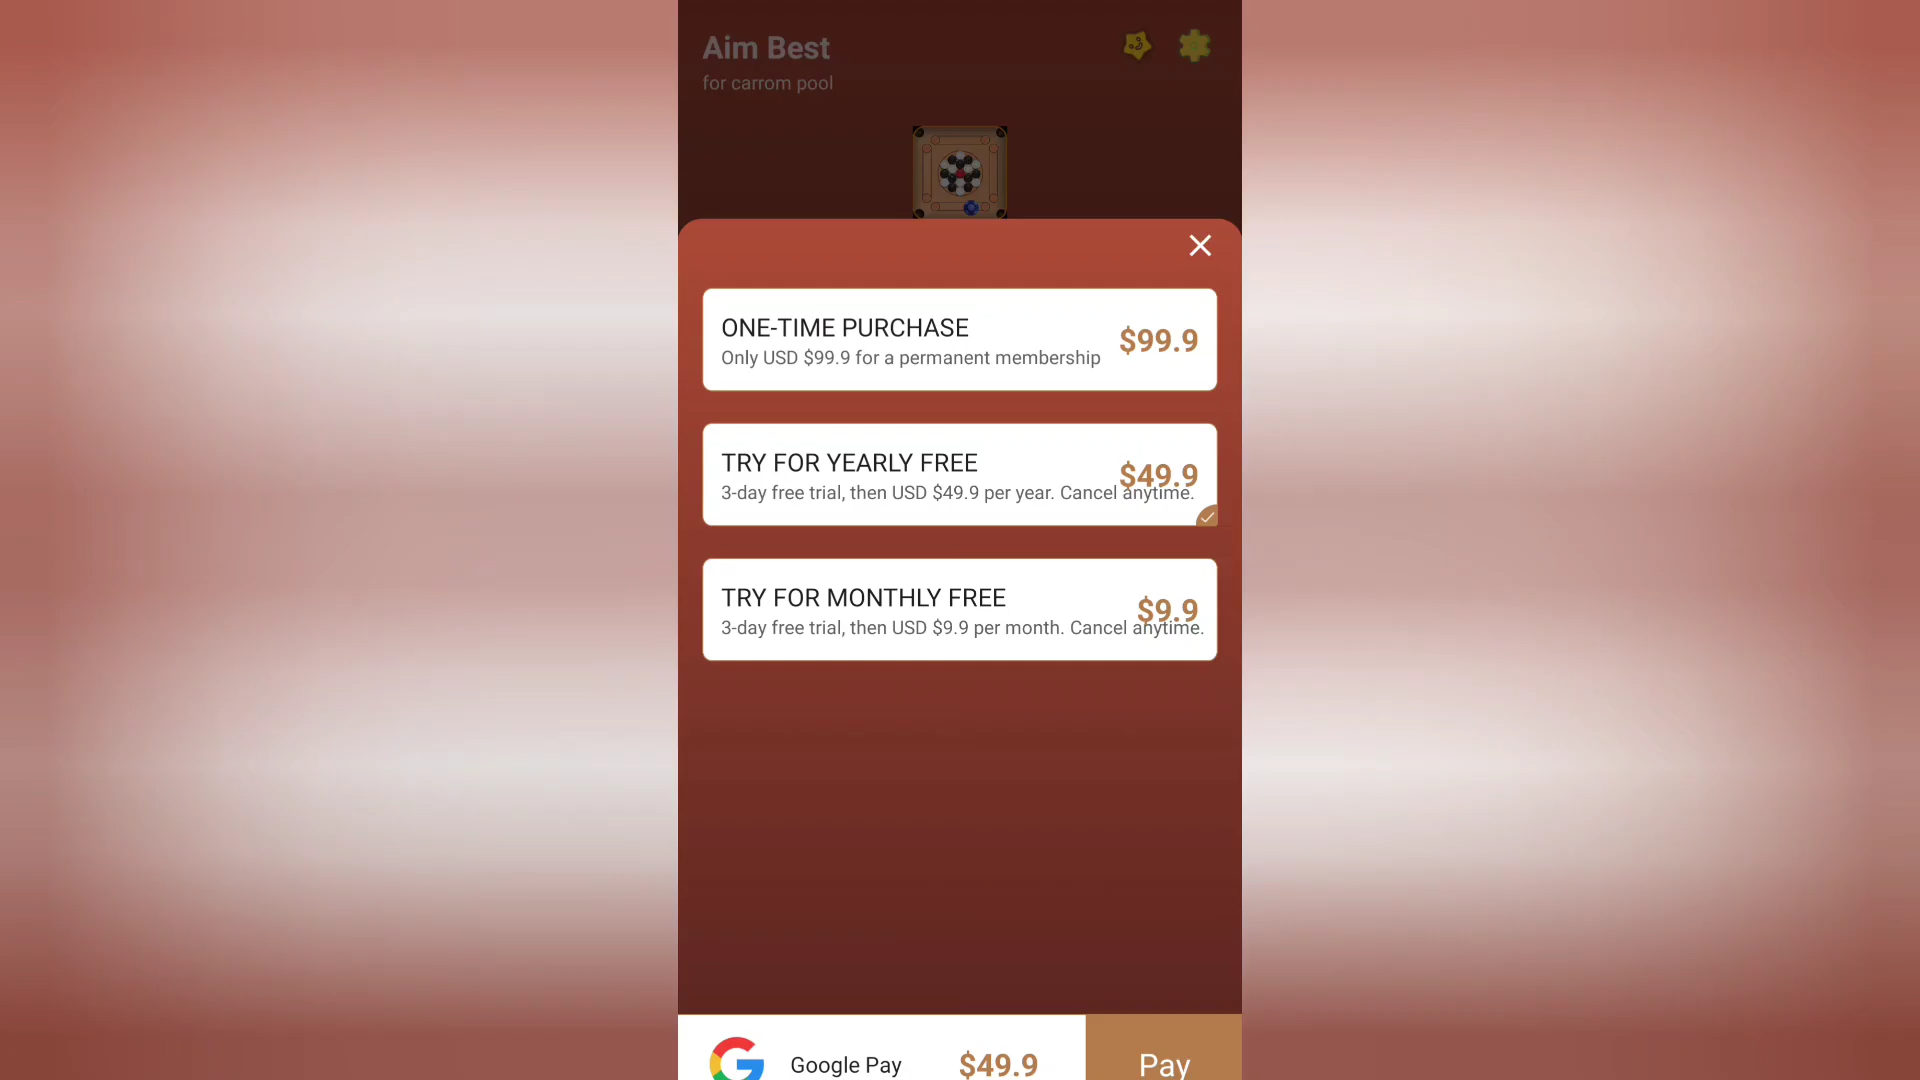 Aim Best
for carrom pool
ONE-TIME PURCHASE
Only USD $99.9 for a permanent membership
$99.9
TRY FOR YEARLY FREE
$49.9
3-day free trial, then USD $49.9 per year. Cancel anytime.
TRY FOR MONTHLY FREE
$9.9
3-day free trial, then USD $9.9 per month. Cancel anytime.
Google Pay $49.9 Pay